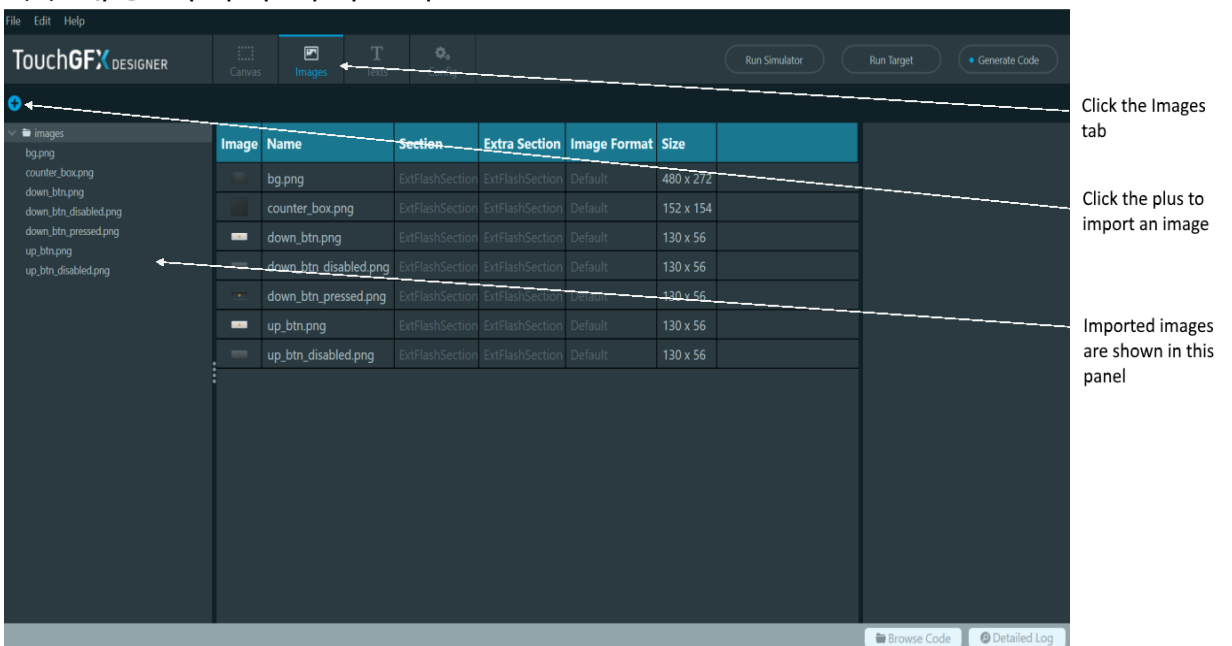 File Edit Help
TouchGFX DESIGNER
Canvas
Images
Texts
Config
Run Simulator
Run Target
Generate Code
Click the Images
tab
images
bg.png
counter_box.png
down_btn.png
down_btn_disabled.png
down_btn_pressed.png
up_btn.png
up_btn_disabled.png
Image Name Section Extra Section Image Format Size
bg.png ExtFlashSection ExtFlashSection Default 480 x 272
counter_box.png ExtFlashSection ExtFlashSection Default 152 x 154
down_btn.png ExtFlashSection ExtFlashSection Default 130 x 56
down_btn_disabled.png ExtFlashSection ExtFlashSection Default 130 x 56
down_btn_pressed.png ExtFlashSection ExtFlashSection Default 130 x 56
up_btn.png ExtFlashSection ExtFlashSection Default 130 x 56
up_btn_disabled.png ExtFlashSection ExtFlashSection Default 130 x 56
Click the plus to
import an image
Imported images
are shown in this
panel
Browse Code
Detailed Log